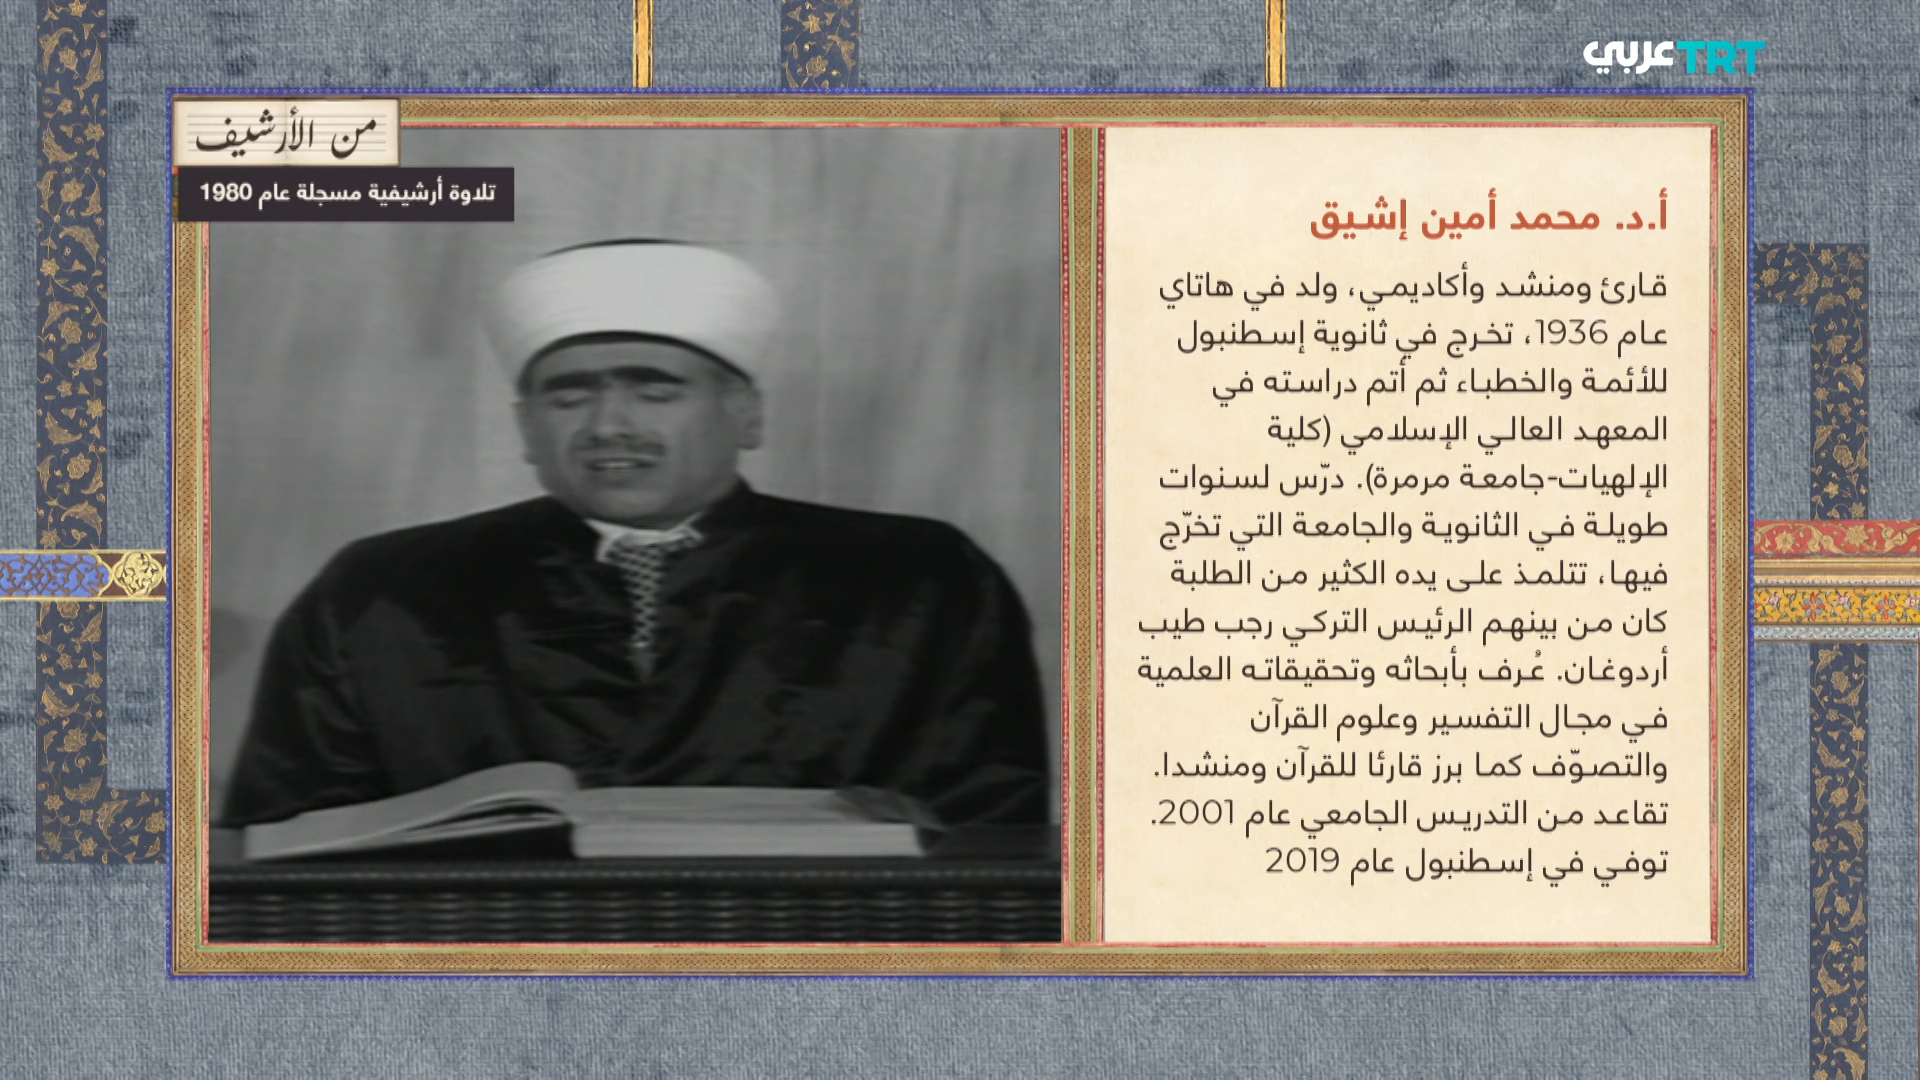 TRT عربي
من الأرشيف
تلاوة أرشيفية مسجلة عام 1980
أ.د. محمد أمين إشيق
قارئ ومنشد وأكاديمي، ولد في هاتاي
عام 1936، تخرج في ثانوية إسطنبول
للأئمة والخطباء ثم أتم دراسته في
المعهد العالي الإسلامي (كلية
الإلهيات-جامعة مرمرة). درّس لسنوات
طويلة في الثانوية والجامعة التي تخرّج
فيها، تتلمذ على يده الكثير من الطلبة
كان من بينهم الرئيس التركي رجب طيب
أردوغان. عُرف بأبحاثه وتحقيقاته العلمية
في مجال التفسير وعلوم القرآن
والتصوّف كما برز قارئا للقرآن ومنشدا.
تقاعد من التدريس الجامعي عام 2001.
توفي في إسطنبول عام 2019